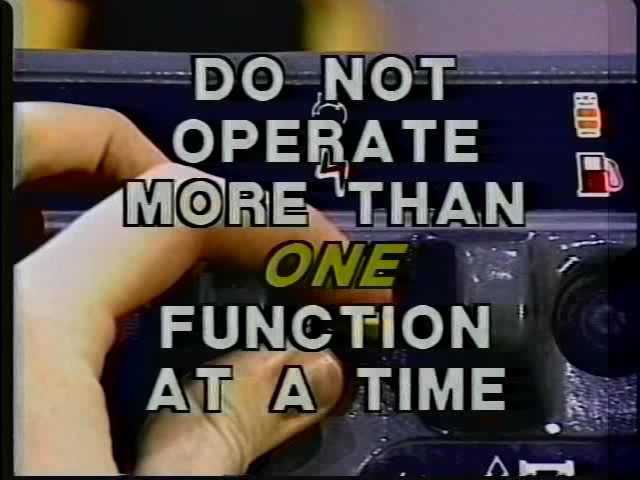 DO NOT
OPERATE
MORE THAN
ONE
FUNCTION
AT A TIME